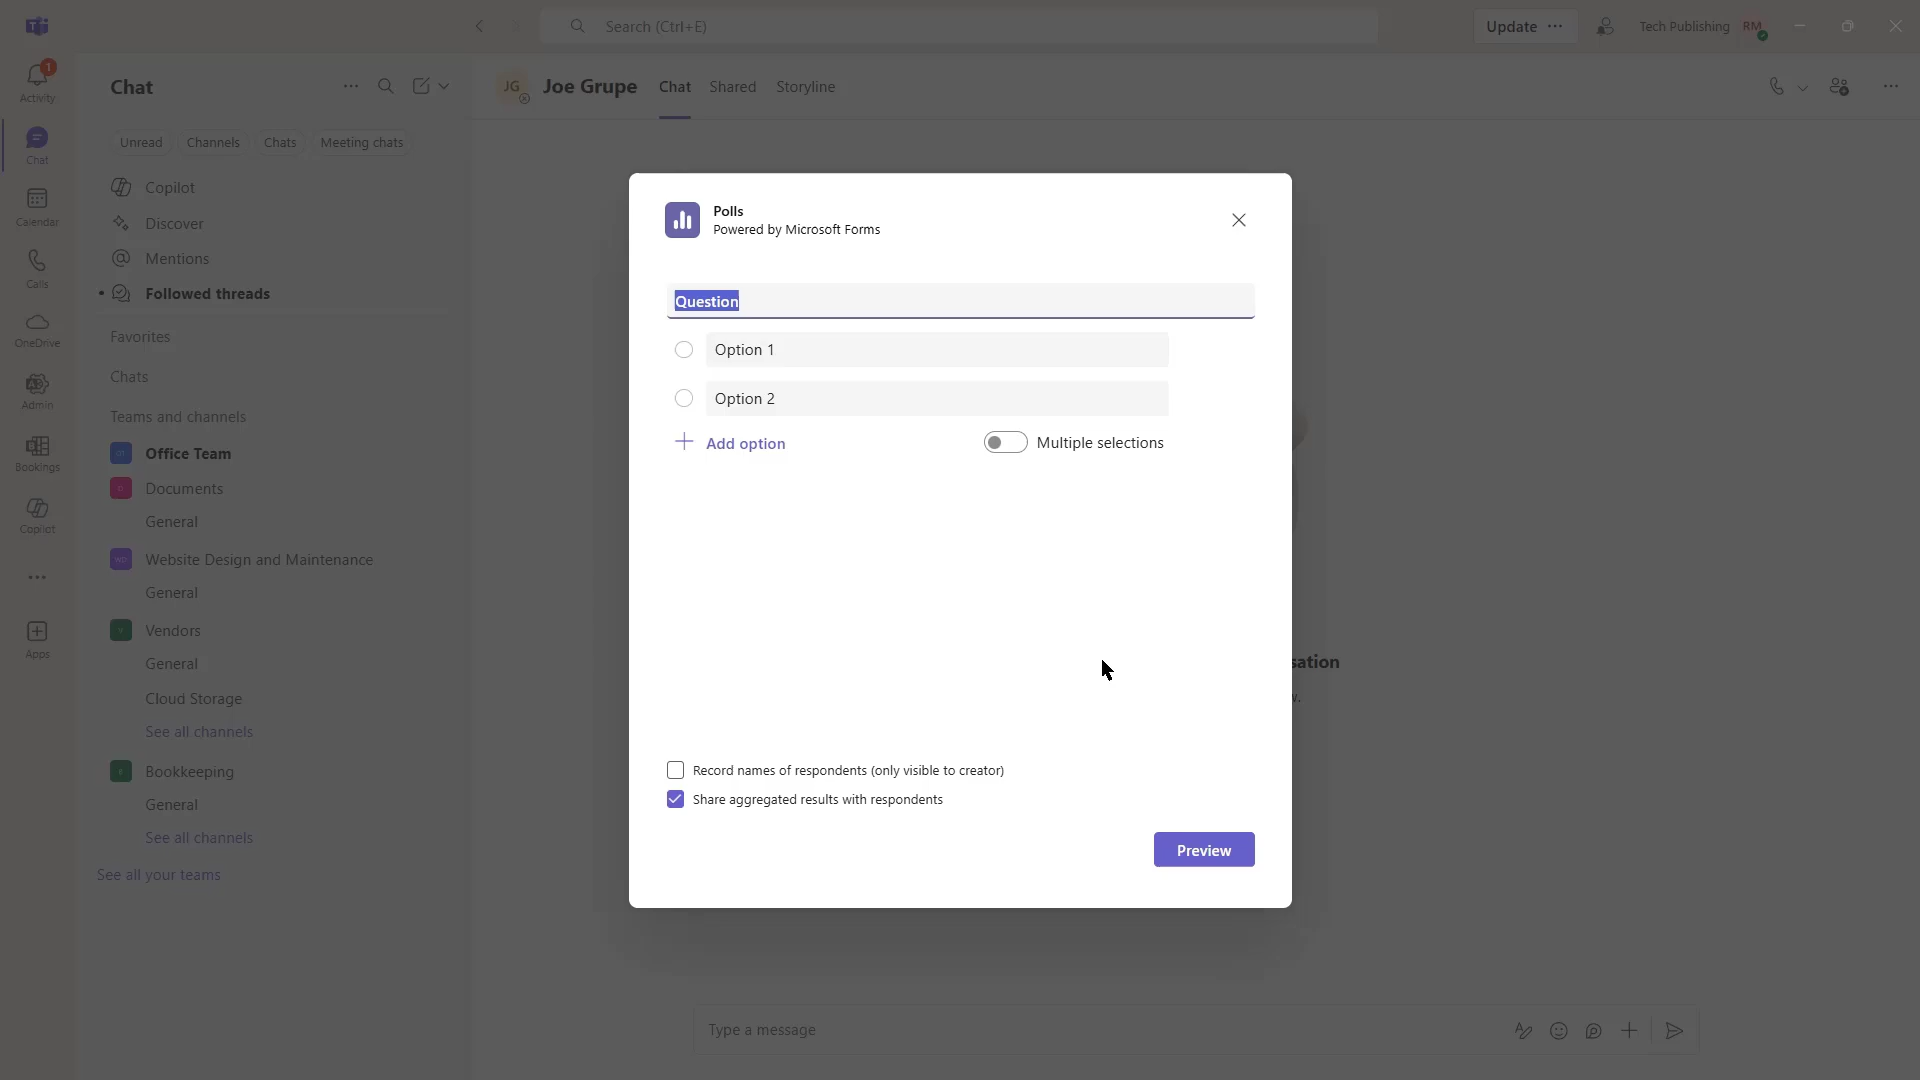 Search (Ctrl+E)
Update
Tech Publishing
RM
1
Activity
Chat
Calendar
Calls
OneDrive
Admin
Bookings
Copilot
Apps
Chat
Unread
Channels
Chats
Meeting chats
Copilot
Discover
Mentions
Followed threads
Favorites
Chats
Teams and channels
Office Team
Documents
General
Website Design and Maintenance
General
Vendors
General
Cloud Storage
See all channels
Bookkeeping
General
See all channels
See all your teams
JG
Joe Grupe
Chat
Shared
Storyline
Polls
Powered by Microsoft Forms
Question
Option 1
Option 2
Add option
Multiple selections
Record names of respondents (only visible to creator)
Share aggregated results with respondents
Preview
sation
w.
Type a message